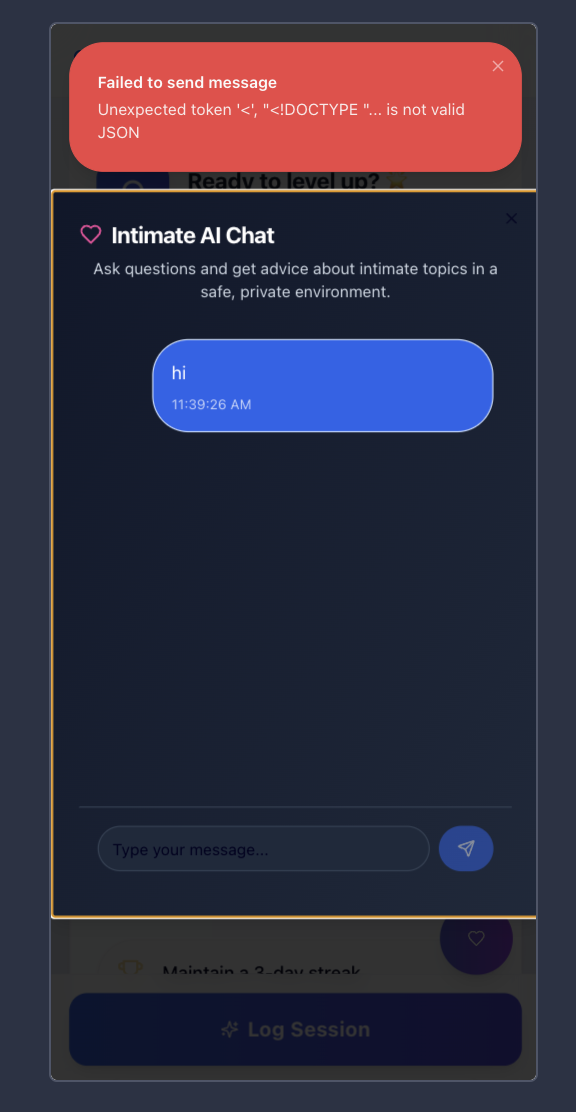 Failed to send message
Unexpected token '<', "<!DOCTYPE "... is not valid
JSON
Ready to level up?
Intimate AI Chat
Ask questions and get advice about intimate topics in a
safe, private environment.
hi
11:39:26 AM
Type your message...
Maintain a 3-day streak
Log Session